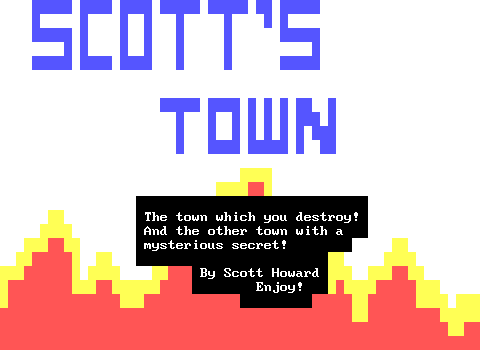 SCOTT'S
TOWN
The town which you destroy!
And the other town with a
mysterious secret!
By Scott Howard
Enjoy!